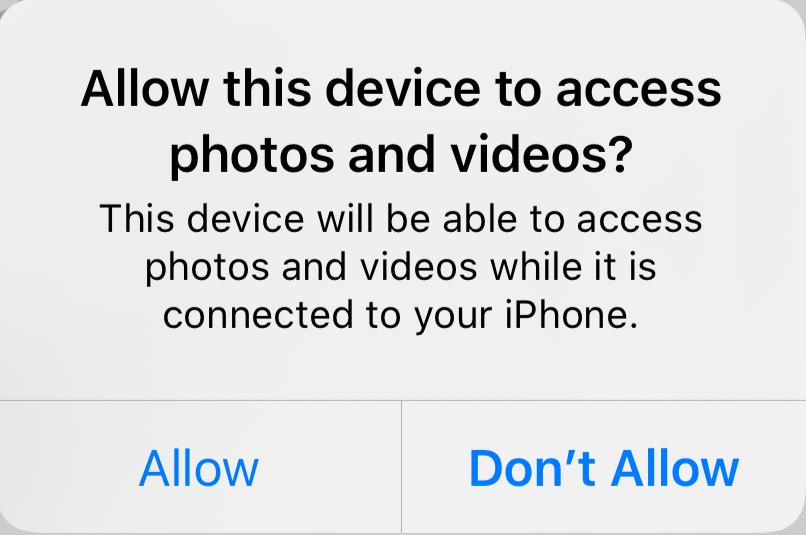 Allow this device to access
photos and videos?
This device will be able to access
photos and videos while it is
connected to your iPhone.
Allow
Don’t Allow